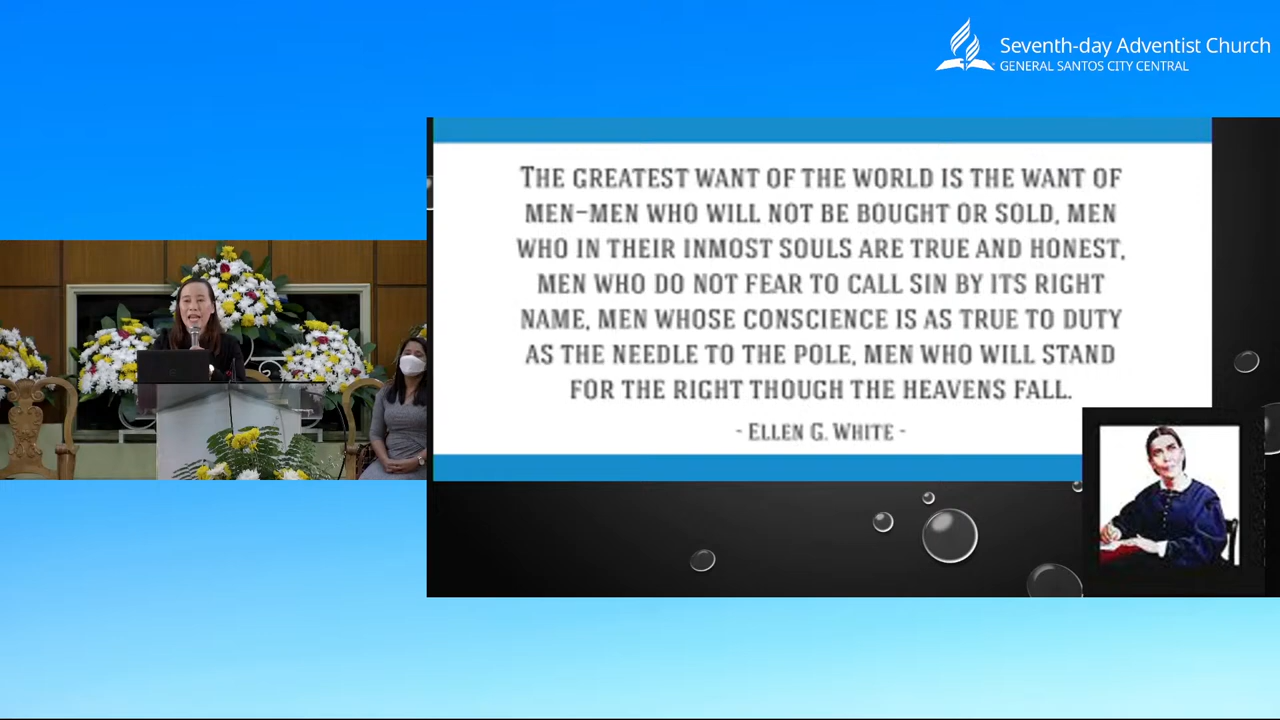 Seventh-day Adventist Church
GENERAL SANTOS CITY CENTRAL
THE GREATEST WANT OF THE WORLD IS THE WANT OF
MEN–MEN WHO WILL NOT BE BOUGHT OR SOLD, MEN
WHO IN THEIR INMOST SOULS ARE TRUE AND HONEST,
MEN WHO DO NOT FEAR TO CALL SIN BY ITS RIGHT
NAME, MEN WHOSE CONSCIENCE IS AS TRUE TO DUTY
AS THE NEEDLE TO THE POLE, MEN WHO WILL STAND
FOR THE RIGHT THOUGH THE HEAVENS FALL.
- ELLEN G. WHITE -